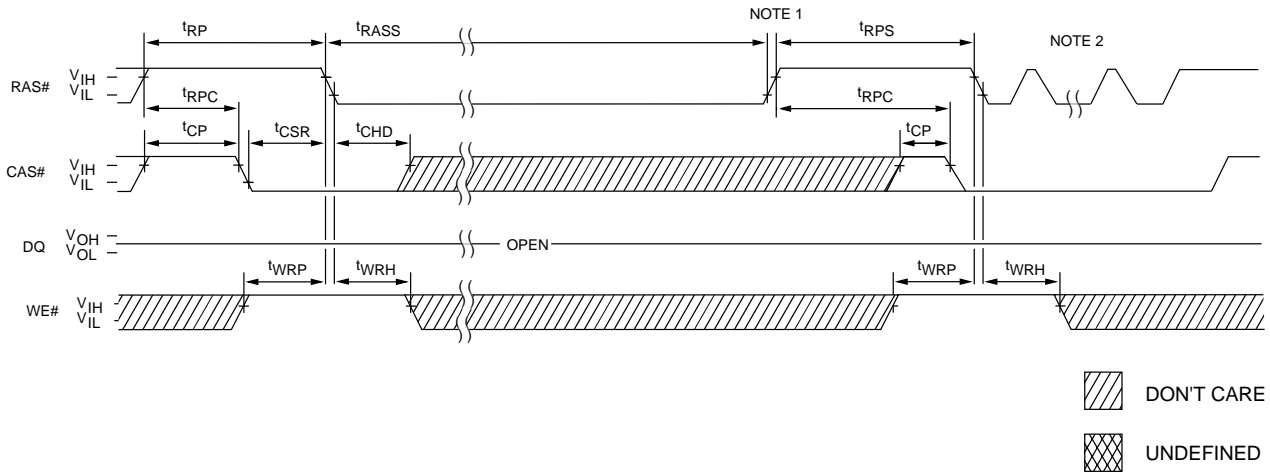 NOTE 1
tRP
tRASS
tRPS
NOTE 2
RAS#
VIH
VIL
tRPC
tRPC
tCP
tCSR
tCHD
tCP
CAS#
VIH
VIL
DQ
VOH
VOL
OPEN
tWRP
tWRH
tWRP
tWRH
WE#
VIH
VIL
DON'T CARE
UNDEFINED